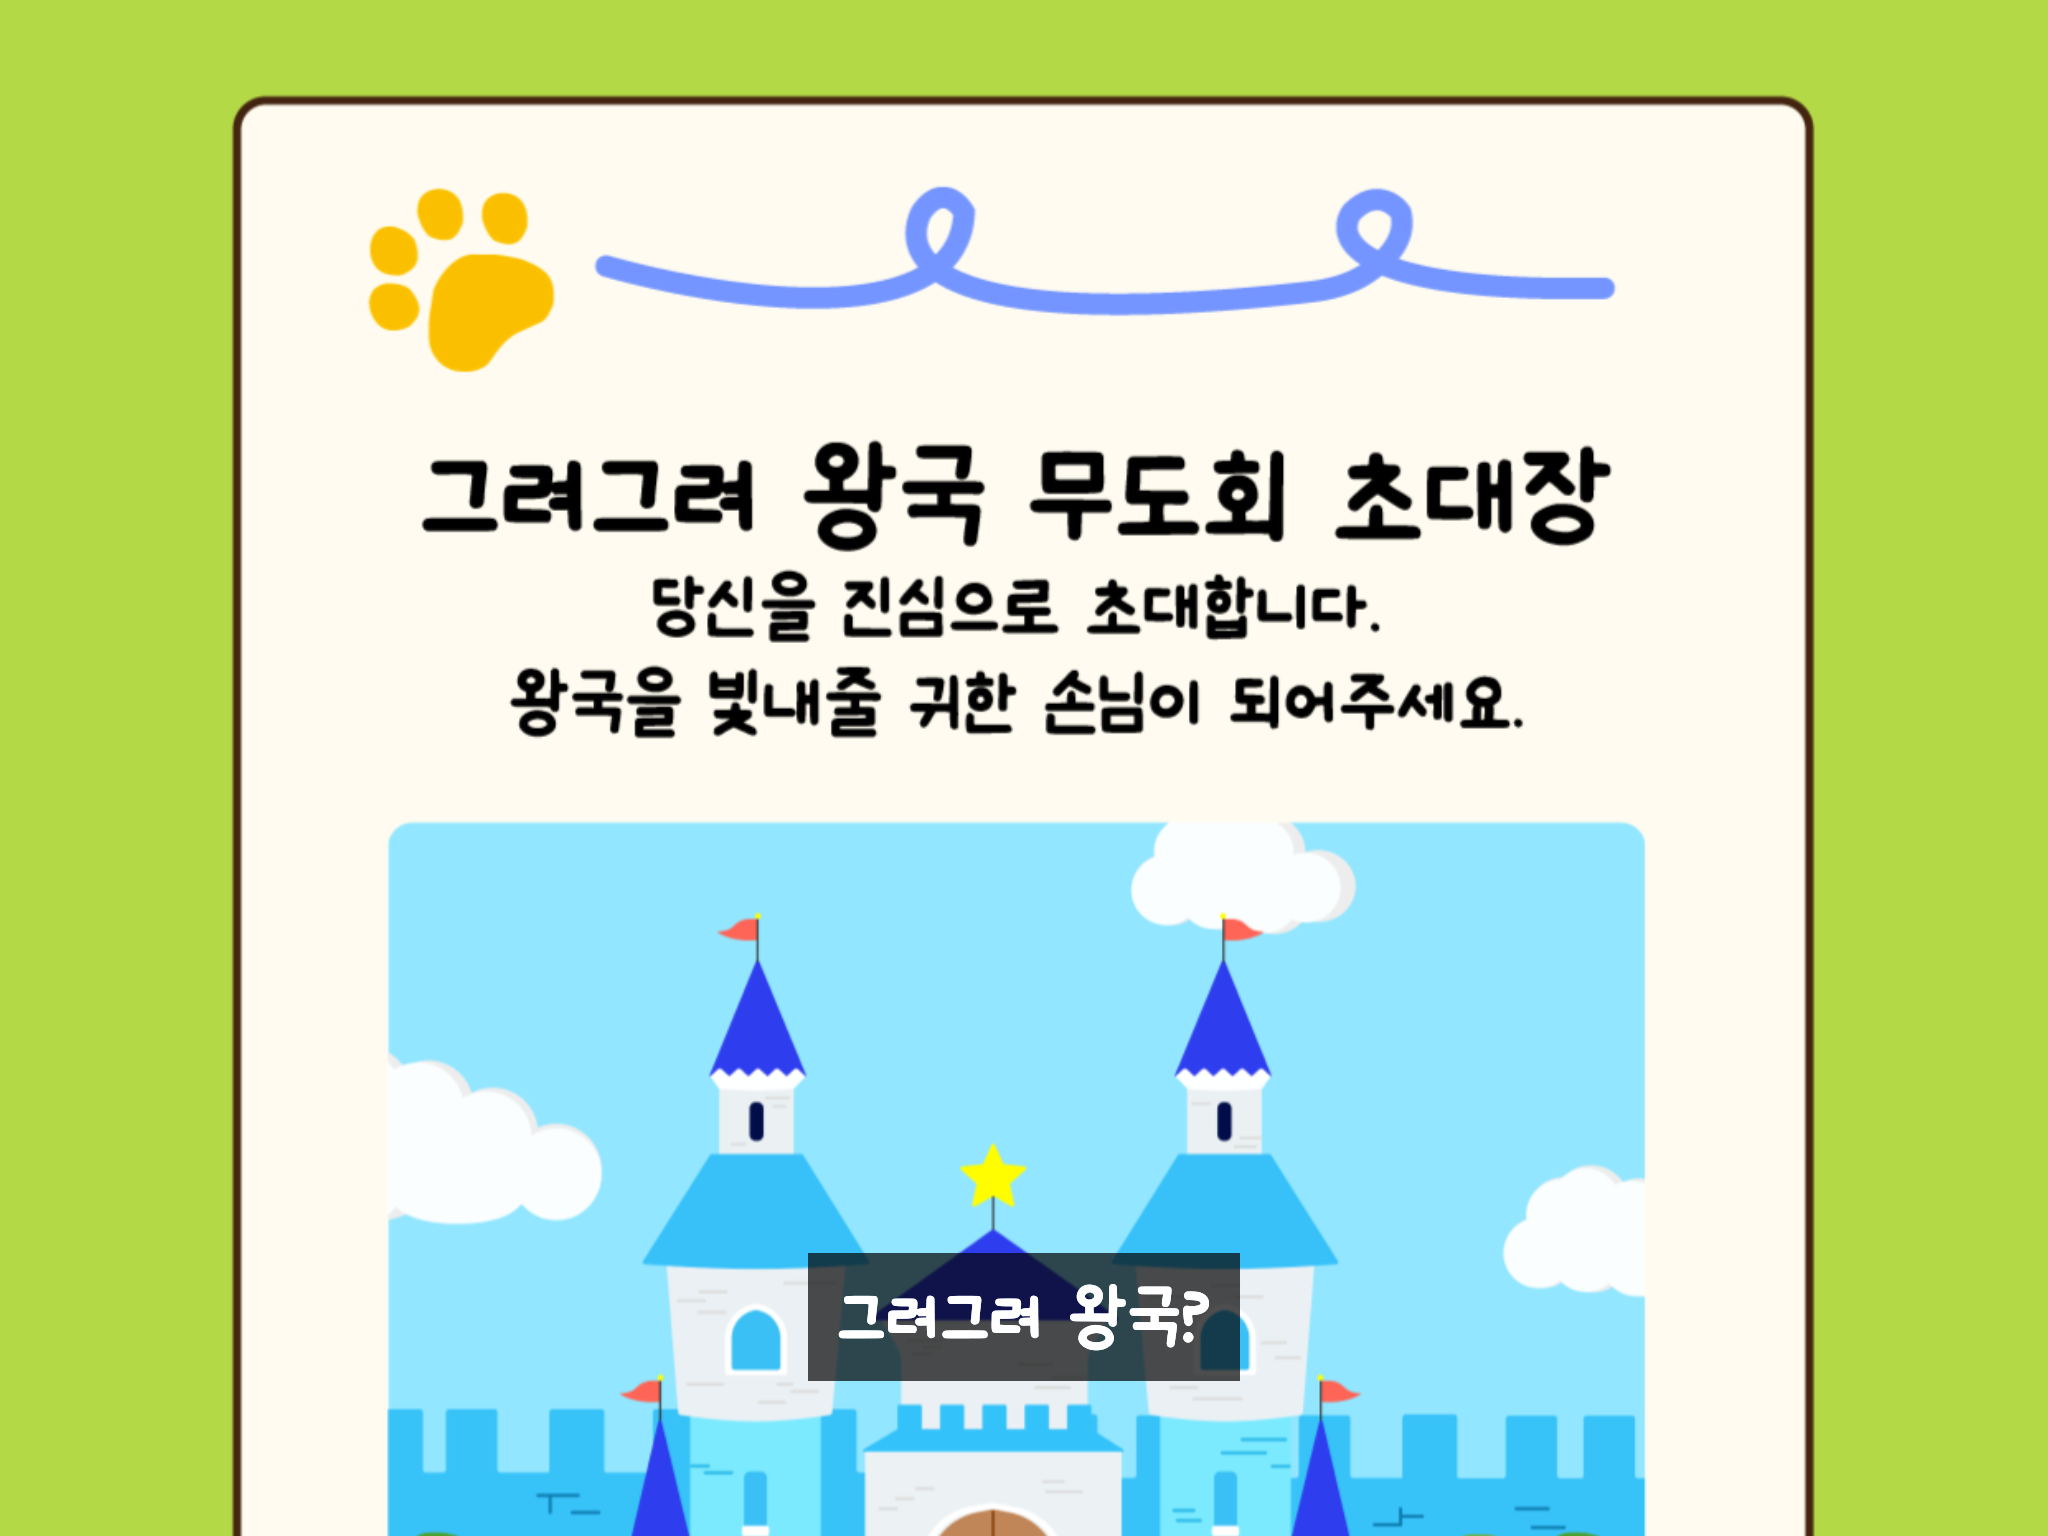 그려그려 왕국 무도회 초대장
당신을 진심으로 초대합니다.
왕국을 빛내줄 귀한 손님이 되어주세요.
그려그려 왕국?